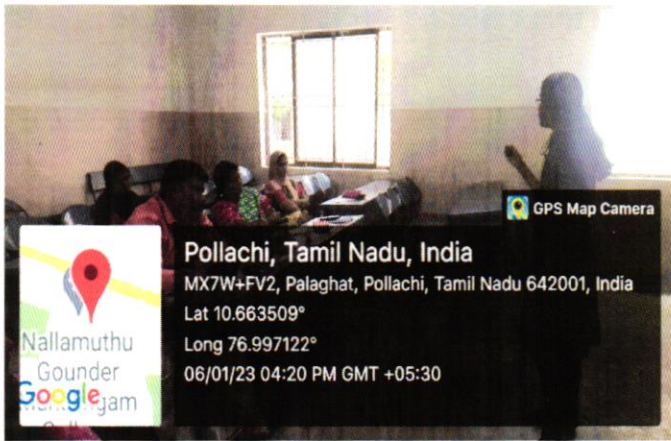 GPS Map Camera
Pollachi, Tamil Nadu, India
MX7W+FV2, Palaghat, Pollachi, Tamil Nadu 642001, India
Lat 10.663509°
Long 76.997122°
06/01/23 04:20 PM GMT +05:30
Nallamuthu
Gounder
Google